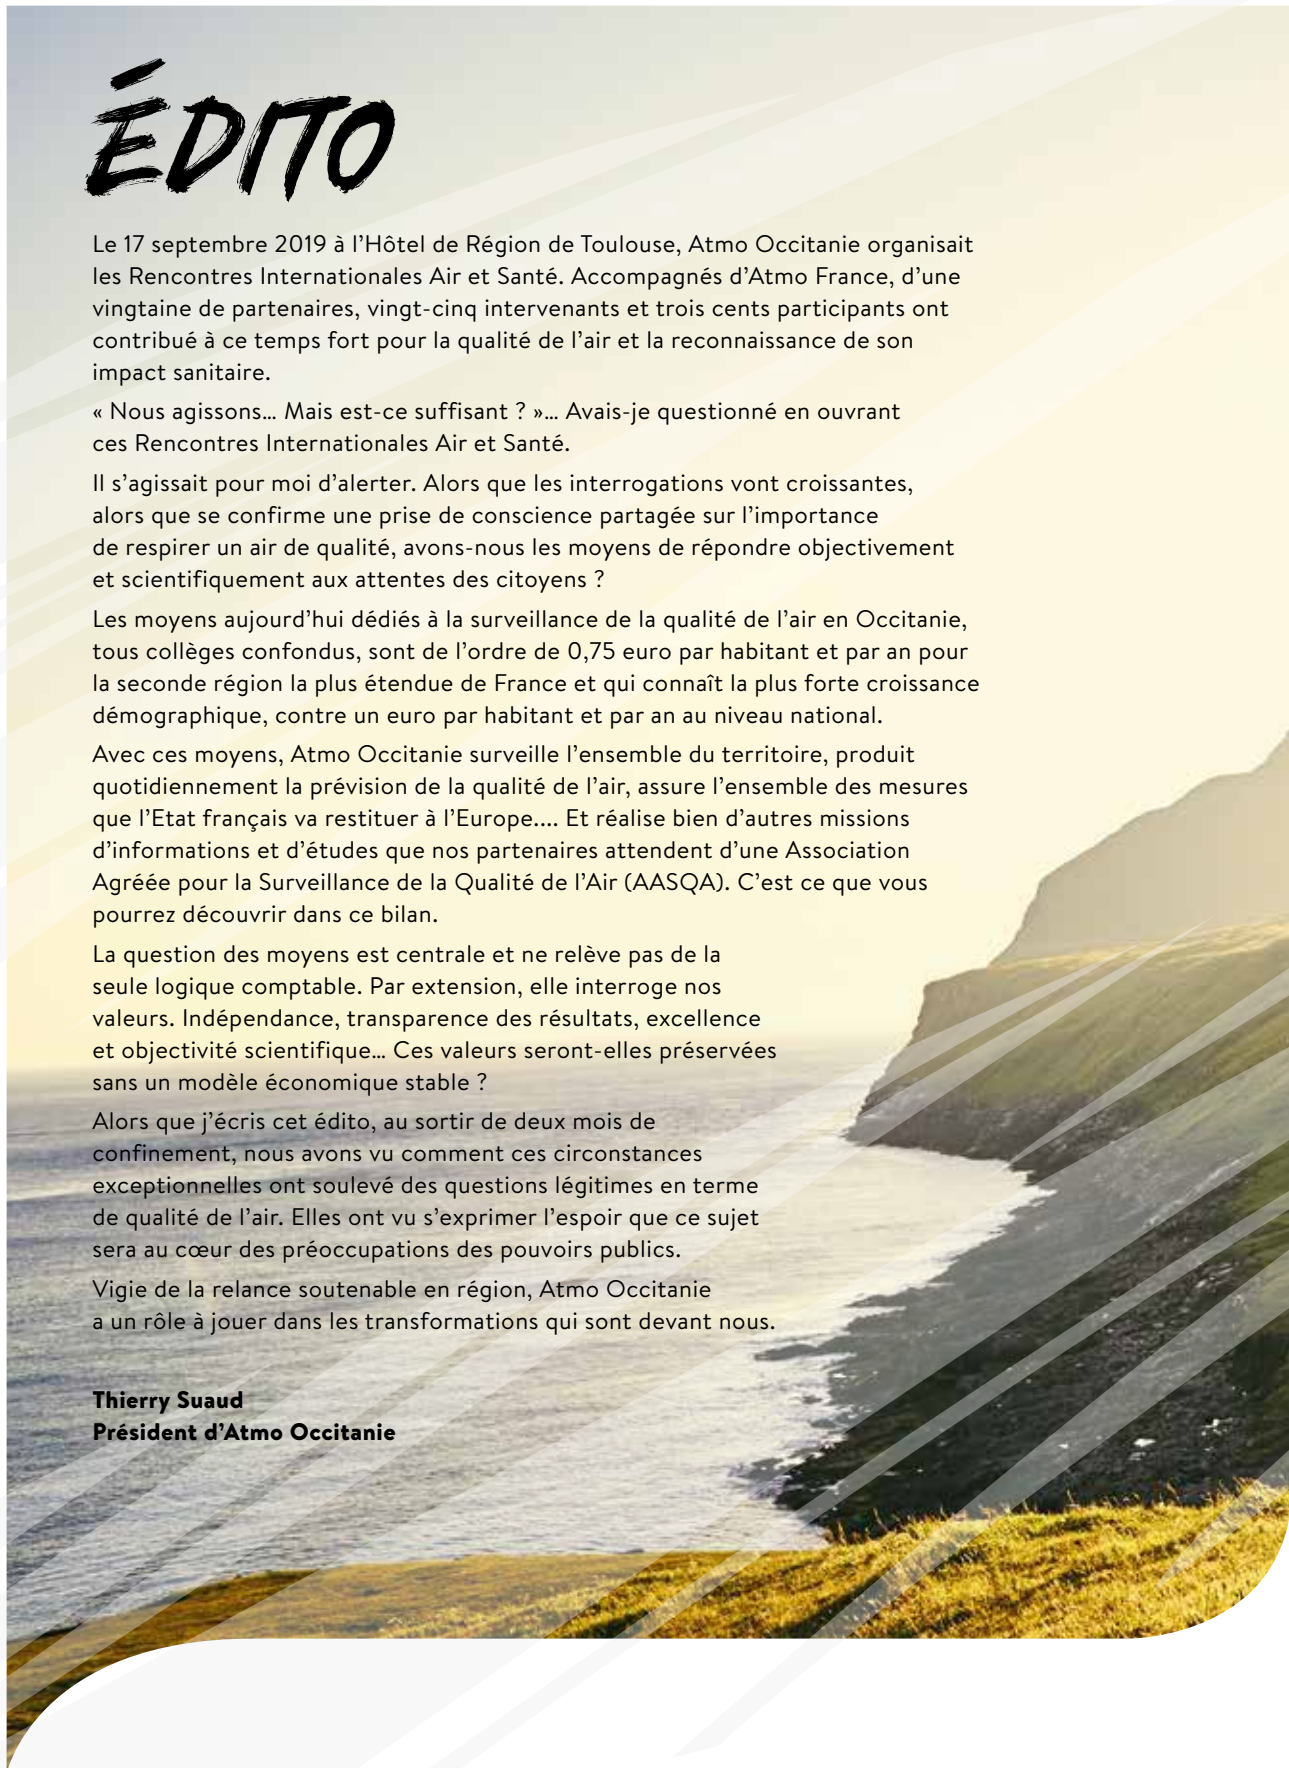 ÉDITO
Le 17 septembre 2019 à l’Hôtel de Région de Toulouse, Atmo Occitanie organisait
les Rencontres Internationales Air et Santé. Accompagnés d’Atmo France, d’une
vingtaine de partenaires, vingt-cinq intervenants et trois cents participants ont
contribué à ce temps fort pour la qualité de l’air et la reconnaissance de son
impact sanitaire.
« Nous agissons… Mais est-ce suffisant ? »… Avais-je questionné en ouvrant
ces Rencontres Internationales Air et Santé.
Il s’agissait pour moi d’alerter. Alors que les interrogations vont croissantes,
alors que se confirme une prise de conscience partagée sur l’importance
de respirer un air de qualité, avons-nous les moyens de répondre objectivement
et scientifiquement aux attentes des citoyens ?
Les moyens aujourd’hui dédiés à la surveillance de la qualité de l’air en Occitanie,
tous collèges confondus, sont de l’ordre de 0,75 euro par habitant et par an pour
la seconde région la plus étendue de France et qui connaît la plus forte croissance
démographique, contre un euro par habitant et par an au niveau national.
Avec ces moyens, Atmo Occitanie surveille l’ensemble du territoire, produit
quotidiennement la prévision de la qualité de l’air, assure l’ensemble des mesures
que l’Etat français va restituer à l’Europe.... Et réalise bien d’autres missions
d’informations et d’études que nos partenaires attendent d’une Association
Agréée pour la Surveillance de la Qualité de l’Air (AASQA). C’est ce que vous
pourrez découvrir dans ce bilan.
La question des moyens est centrale et ne relève pas de la
seule logique comptable. Par extension, elle interroge nos
valeurs. Indépendance, transparence des résultats, excellence
et objectivité scientifique… Ces valeurs seront-elles préservées
sans un modèle économique stable ?
Alors que j’écris cet édito, au sortir de deux mois de
confinement, nous avons vu comment ces circonstances
exceptionnelles ont soulevé des questions légitimes en terme
de qualité de l’air. Elles ont vu s’exprimer l’espoir que ce sujet
sera au cœur des préoccupations des pouvoirs publics.
Vigie de la relance soutenable en région, Atmo Occitanie
a un rôle à jouer dans les transformations qui sont devant nous.
Thierry Suaud
Président d’Atmo Occitanie